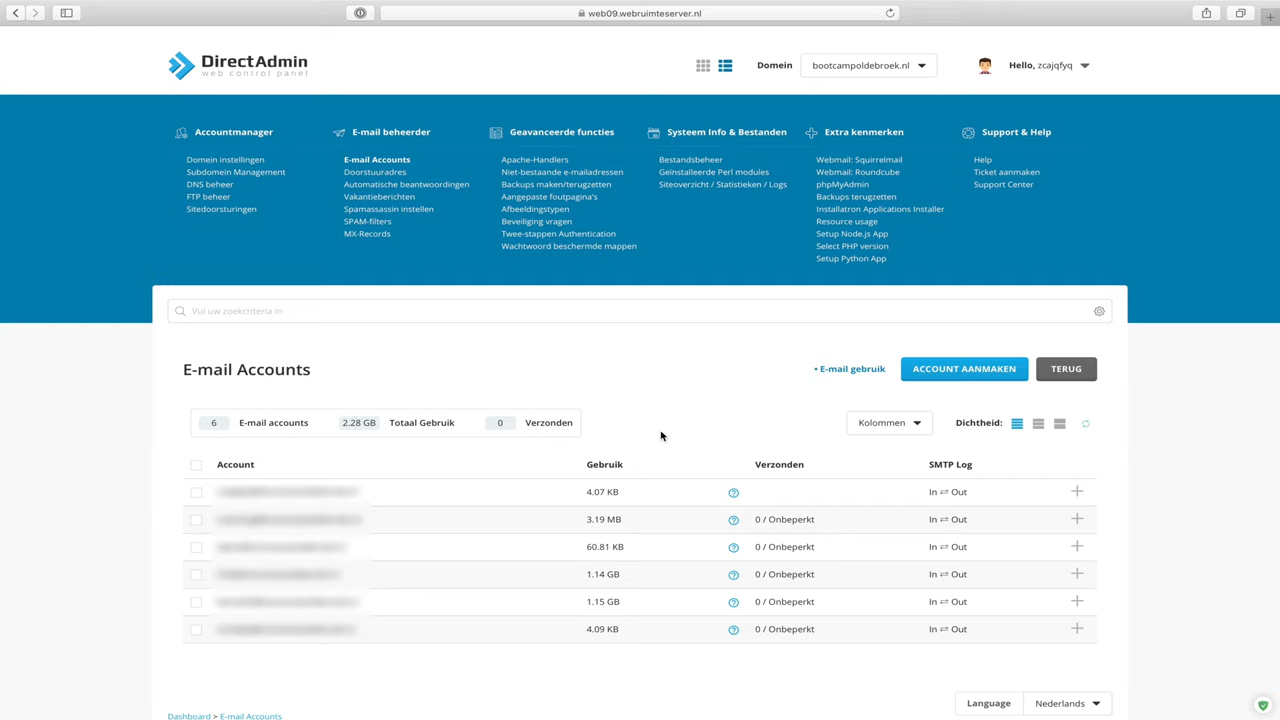 web09.webruimteserver.nl
DirectAdmin
web control panel
Domein
bootcampoldebroek.nl
Hello, zcajqfyq
Accountmanager
Domein instellingen
Subdomein Management
DNS beheer
FTP beheer
Sitedoorsturingen
E-mail beheerder
E-mail Accounts
Doorstuuradres
Automatische beantwoordingen
Vakantieberichten
Spamassassin instellen
SPAM-filters
MX-Records
Geavanceerde functies
Apache-Handlers
Niet-bestaande e-mailadressen
Backups maken/terugzetten
Aangepaste foutpagina's
Afbeeldingstypen
Beveiliging vragen
Twee-stappen Authentication
Wachtwoord beschermde mappen
Systeem Info & Bestanden
Bestandsbeheer
Geïnstalleerde Perl modules
Siteoverzicht / Statistieken / Logs
Extra kenmerken
Webmail: Squirrelmail
Webmail: Roundcube
phpMyAdmin
Backups terugzetten
Installatron Applications Installer
Resource usage
Setup Node.js App
Select PHP version
Setup Python App
Support & Help
Help
Ticket aanmaken
Support Center
Vul uw zoekcriteria in
E-mail Accounts
• E-mail gebruik
ACCOUNT AANMAKEN
TERUG
6 E-mail accounts 2.28 GB Totaal Gebruik 0 Verzonden
Kolommen
Dichtheid:
Account Gebruik Verzonden SMTP Log
4.07 KB In ⇄ Out
3.19 MB 0 / Onbeperkt In ⇄ Out
60.81 KB 0 / Onbeperkt In ⇄ Out
1.14 GB 0 / Onbeperkt In ⇄ Out
1.15 GB 0 / Onbeperkt In ⇄ Out
4.09 KB 0 / Onbeperkt In ⇄ Out
Language Nederlands
Dashboard > E-mail Accounts